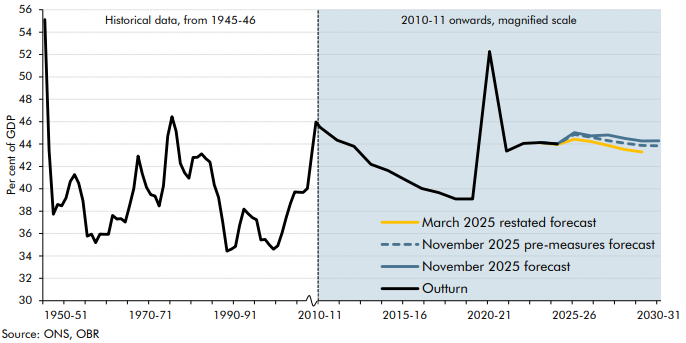 56
54
52
50
48
46
44
42
40
38
36
34
32
30
Per cent of GDP
Historical data, from 1945-46
2010-11 onwards, magnified scale
March 2025 restated forecast
November 2025 pre-measures forecast
November 2025 forecast
Outturn
1950-51 1970-71 1990-91 2010-11 2015-16 2020-21 2025-26 2030-31
Source: ONS, OBR